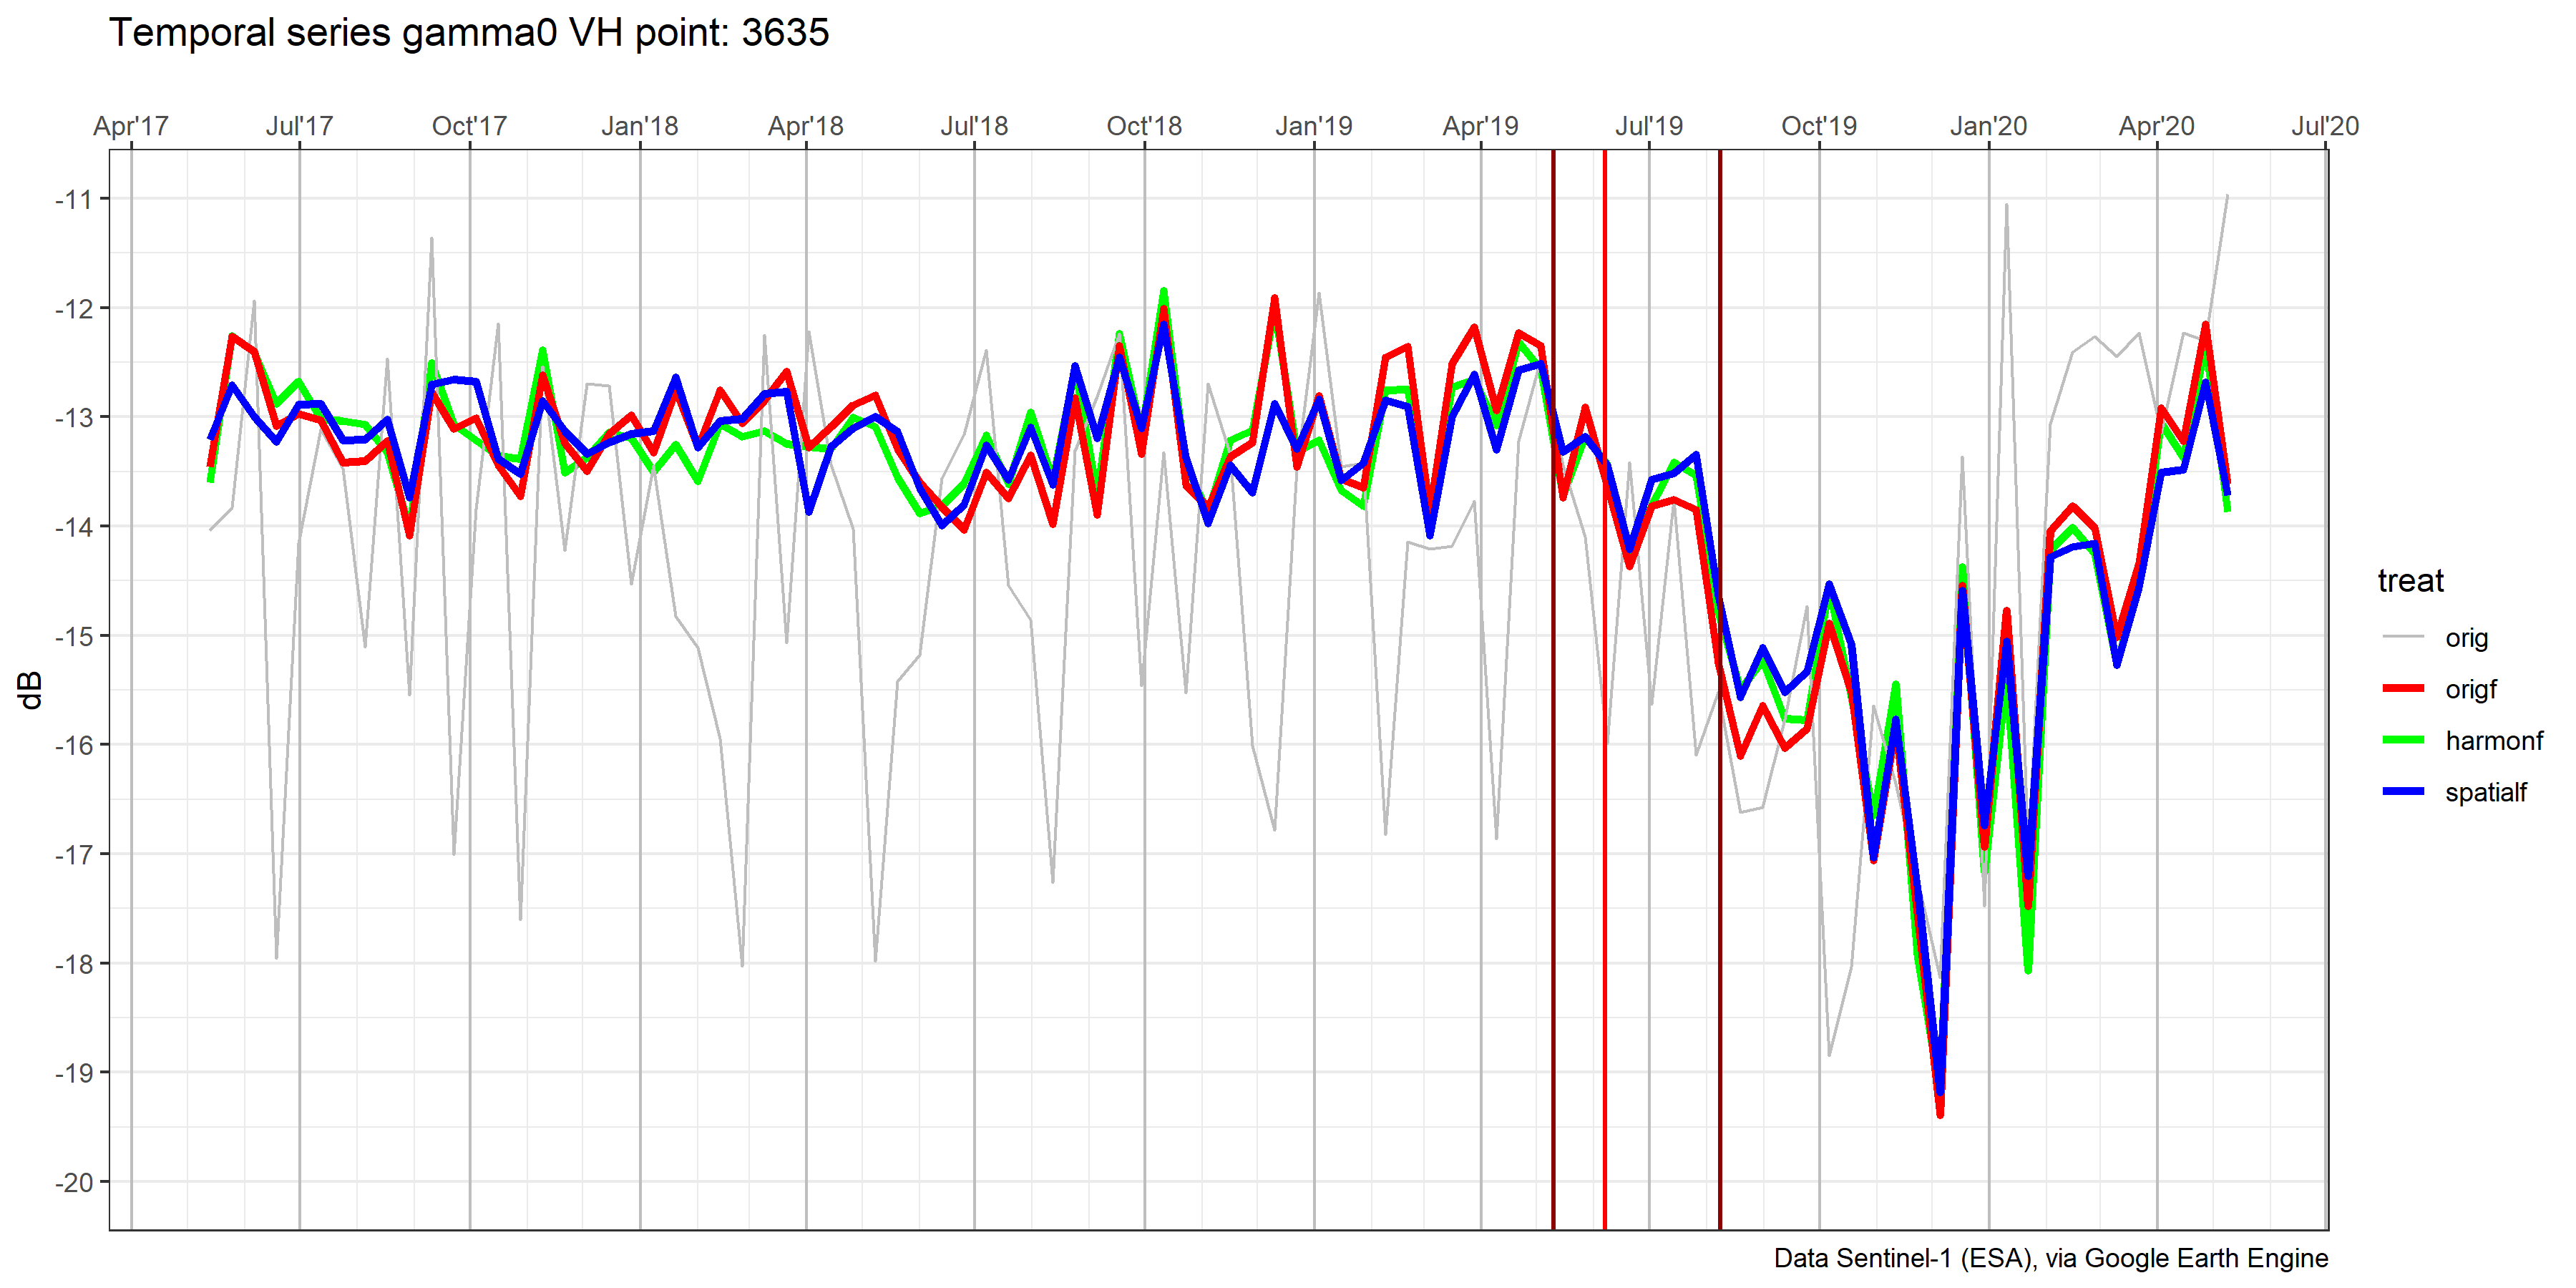 Temporal series gamma0 VH point: 3635
Apr'17 Jul'17 Oct'17 Jan'18 Apr'18 Jul'18 Oct'18 Jan'19 Apr'19 Jul'19 Oct'19 Jan'20 Apr'20 Jul'20
-11
-12
-13
-14
-15
-16
-17
-18
-19
-20
dB
treat
orig
origf
harmonf
spatialf
Data Sentinel-1 (ESA), via Google Earth Engine